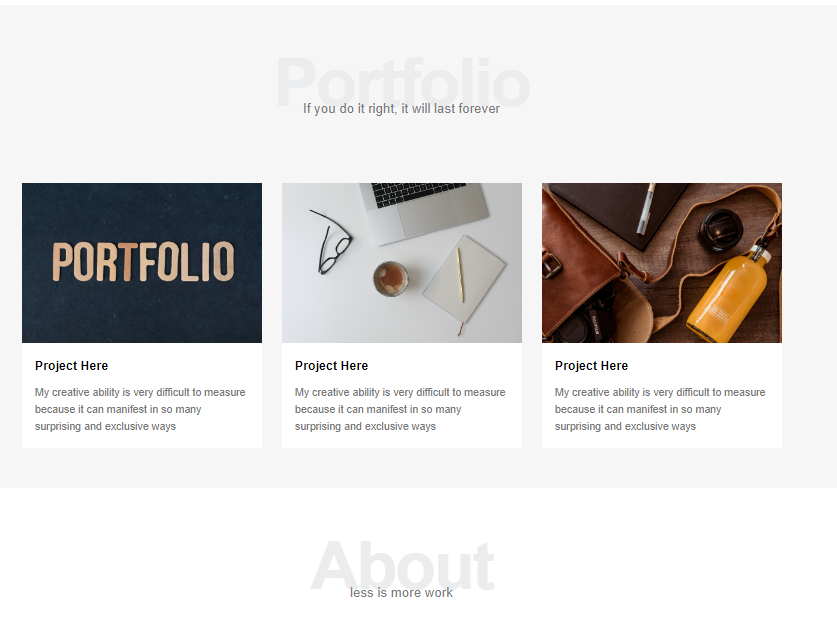 Portfolio
If you do it right, it will last forever
PORTFOLIO
Project Here
My creative ability is very difficult to measure
because it can manifest in so many
surprising and exclusive ways
Project Here
My creative ability is very difficult to measure
because it can manifest in so many
surprising and exclusive ways
Project Here
My creative ability is very difficult to measure
because it can manifest in so many
surprising and exclusive ways
About
less is more work